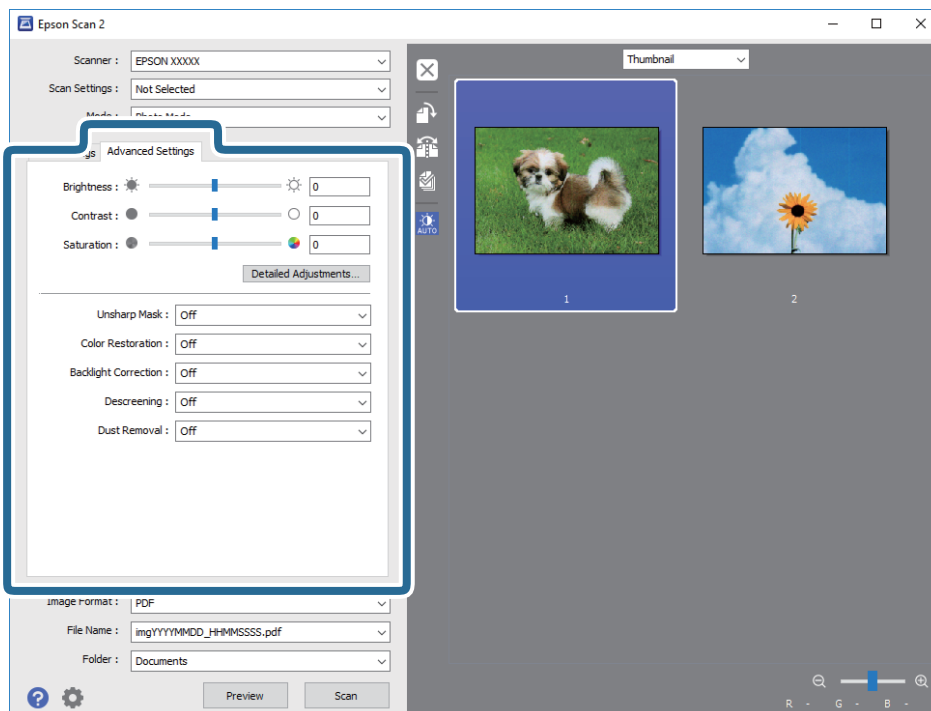 Epson Scan 2
Scanner : EPSON XXXXX
Scan Settings : Not Selected
Advanced Settings
Brightness : 0
Contrast : 0
Saturation : 0
Detailed Adjustments...
Unsharp Mask : Off
Color Restoration : Off
Backlight Correction : Off
Descreening : Off
Dust Removal : Off
Image Format : PDF
File Name : imgYYYYMMDD_HHMMSSSS.pdf
Folder : Documents
?
Preview
Scan
AUTO
Thumbnail
1
2
R - G - B -